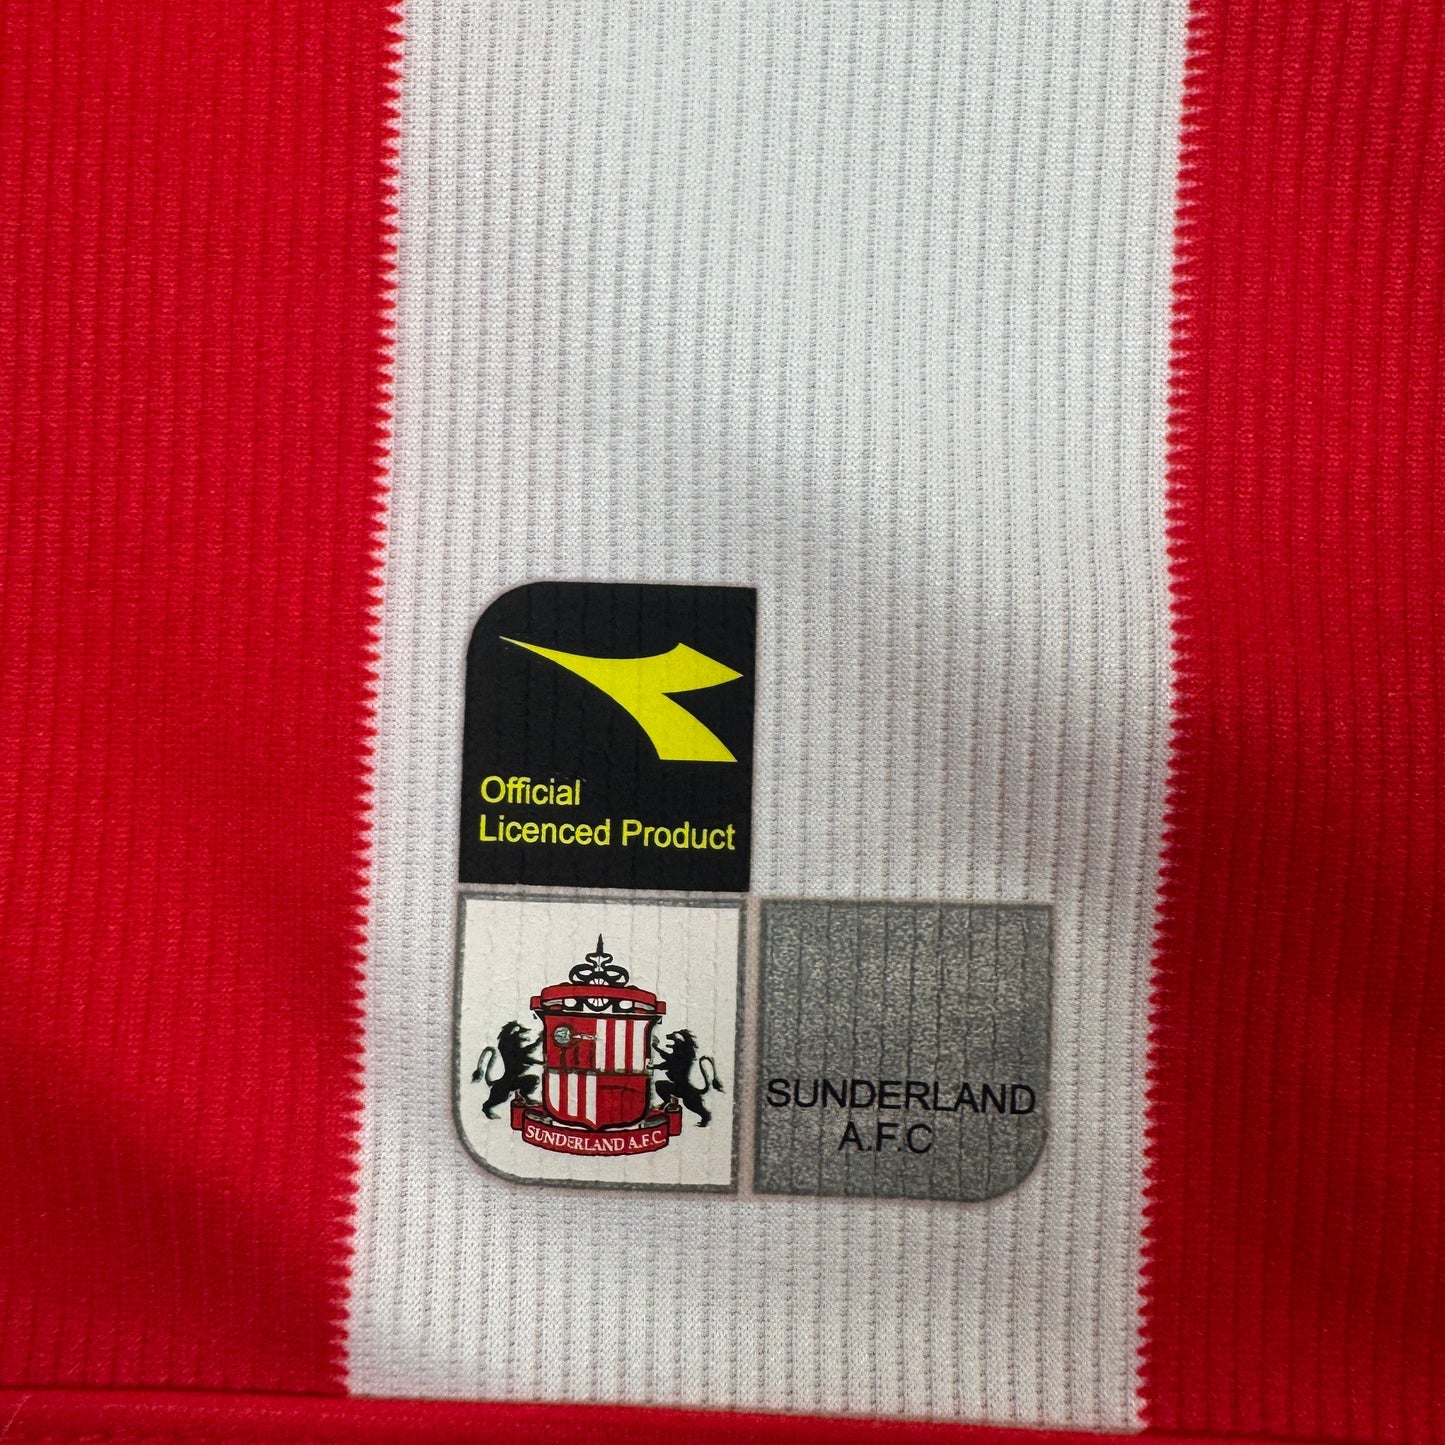 Official
Licenced Product
SUNDERLAND A.F.C.
SUNDERLAND
A.F.C